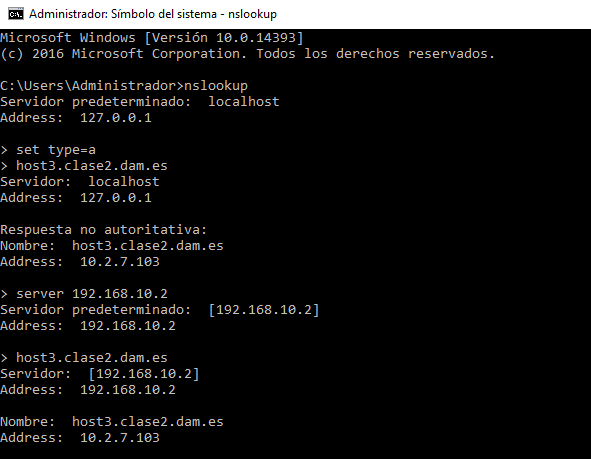 Administrador: Símbolo del sistema - nslookup
Microsoft Windows [Versión 10.0.14393]
(c) 2016 Microsoft Corporation. Todos los derechos reservados.
C:\Users\Administrador>nslookup
Servidor predeterminado:  localhost
Address:  127.0.0.1
> set type=a
> host3.clase2.dam.es
Servidor:  localhost
Address:  127.0.0.1
Respuesta no autoritativa:
Nombre:  host3.clase2.dam.es
Address:  10.2.7.103
> server 192.168.10.2
Servidor predeterminado:  [192.168.10.2]
Address:  192.168.10.2
> host3.clase2.dam.es
Servidor:  [192.168.10.2]
Address:  192.168.10.2
Nombre:  host3.clase2.dam.es
Address:  10.2.7.103